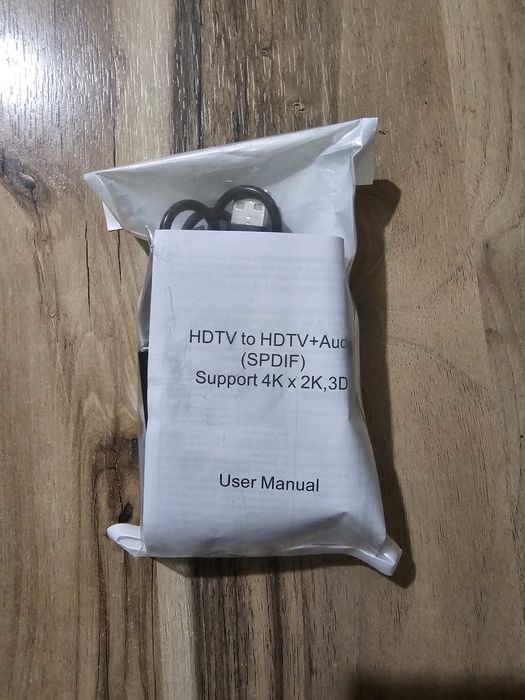 HDTV to HDTV+Aud
(SPDIF)
Support 4K x 2K,3D
User Manual